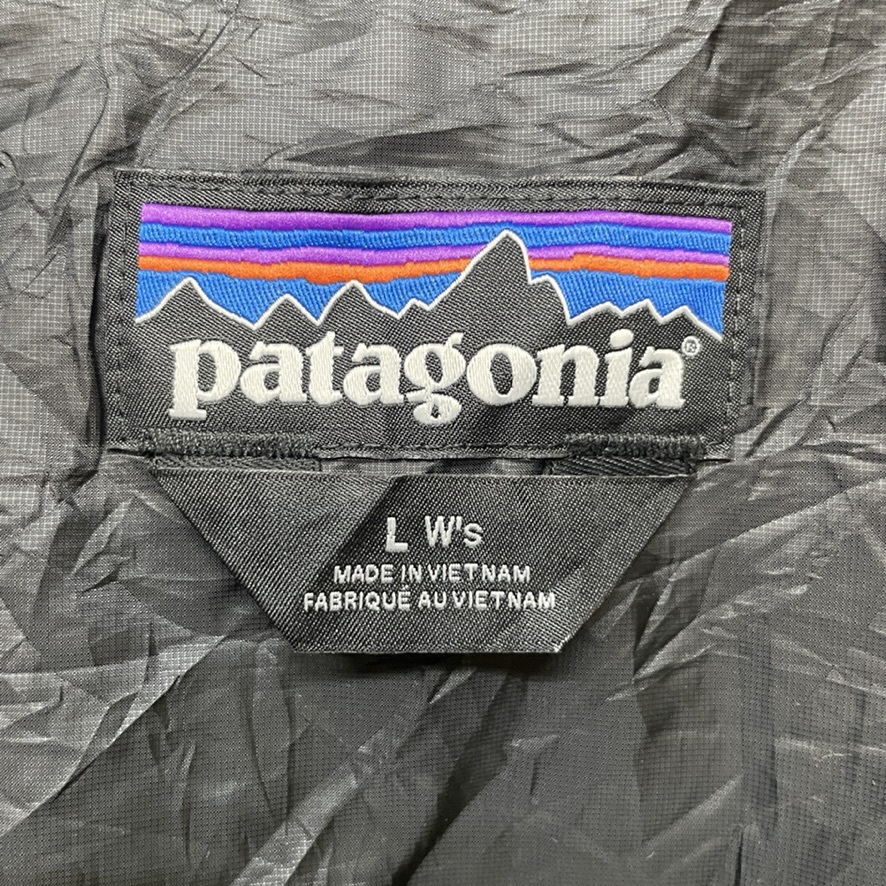 patagonia®
L W's
MADE IN VIETNAM
FABRIQUÉ AU VIETNAM